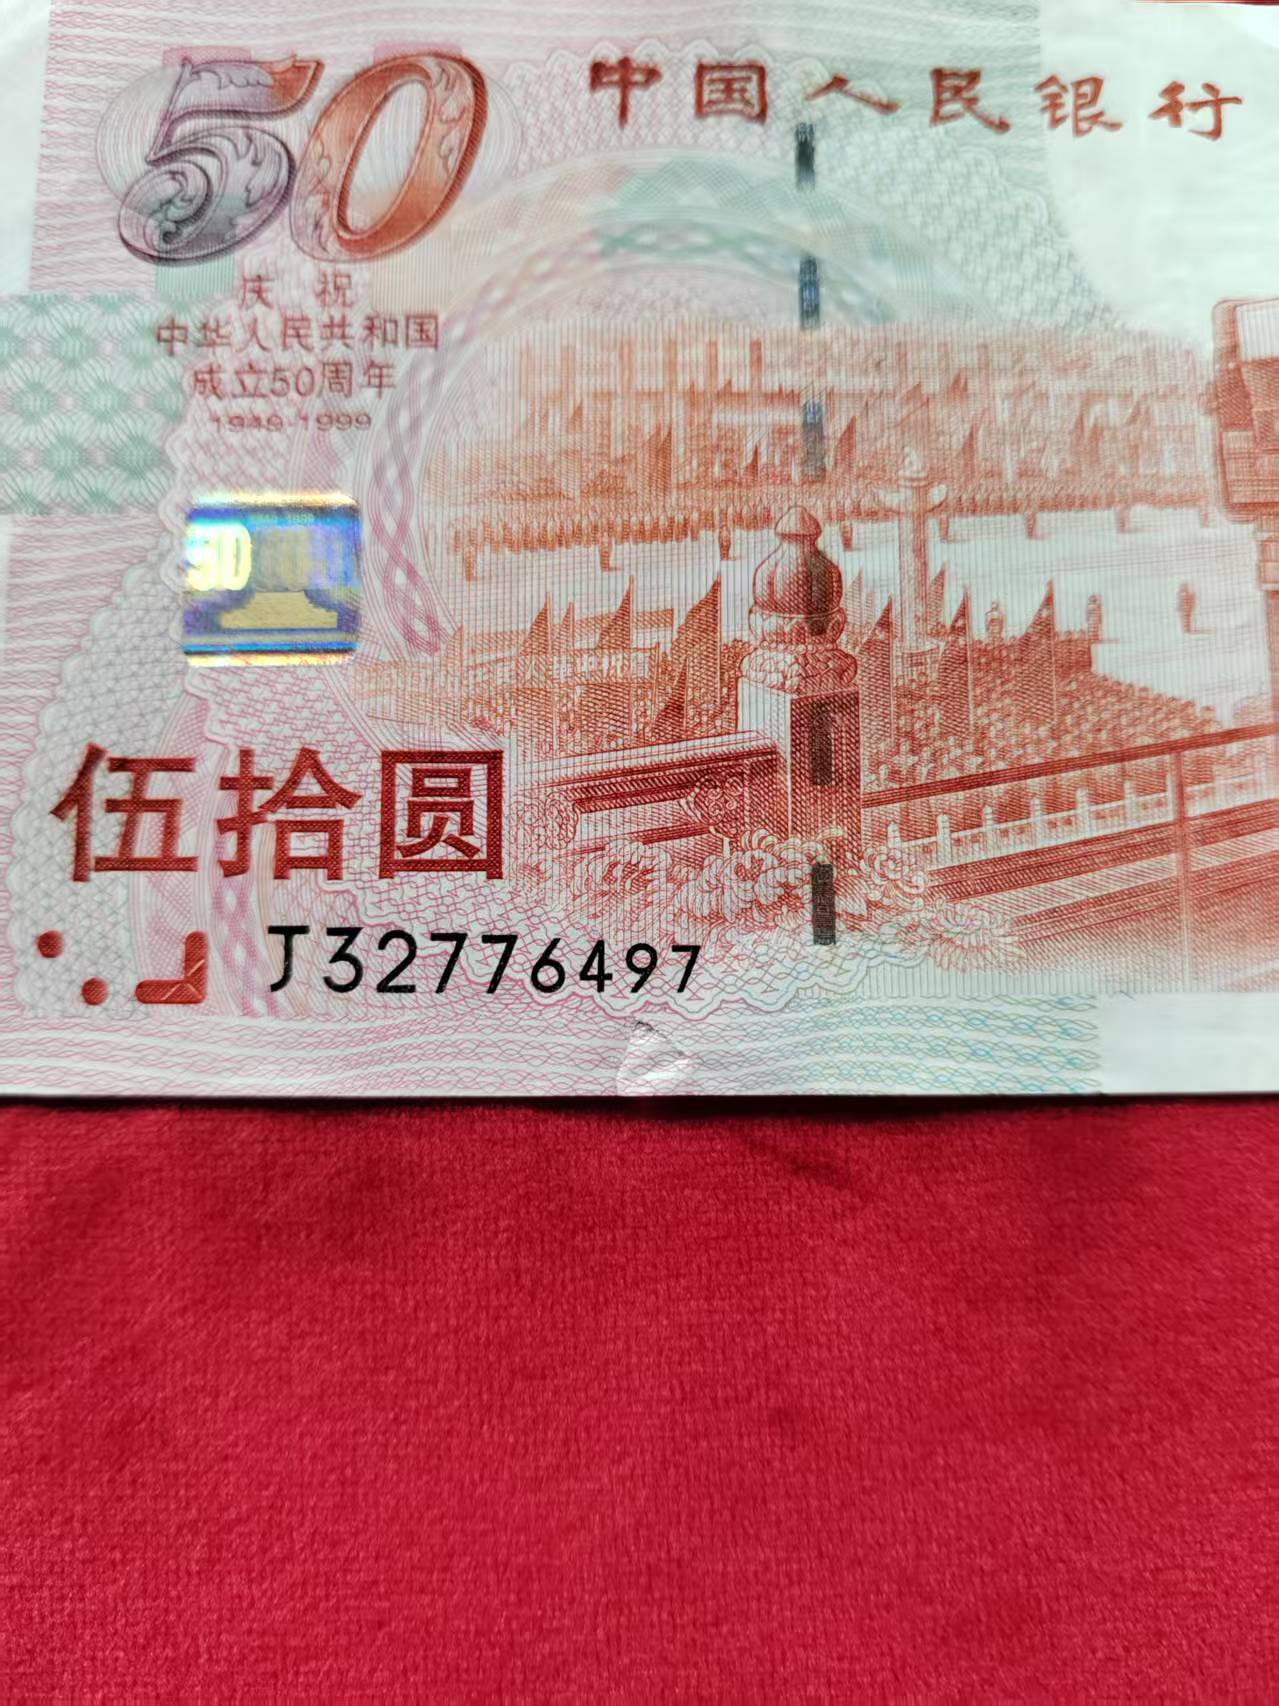 50
中国人民银行
庆 祝
中华人民共和国
成立50周年
1949-1999
50
伍拾圆
J32776497